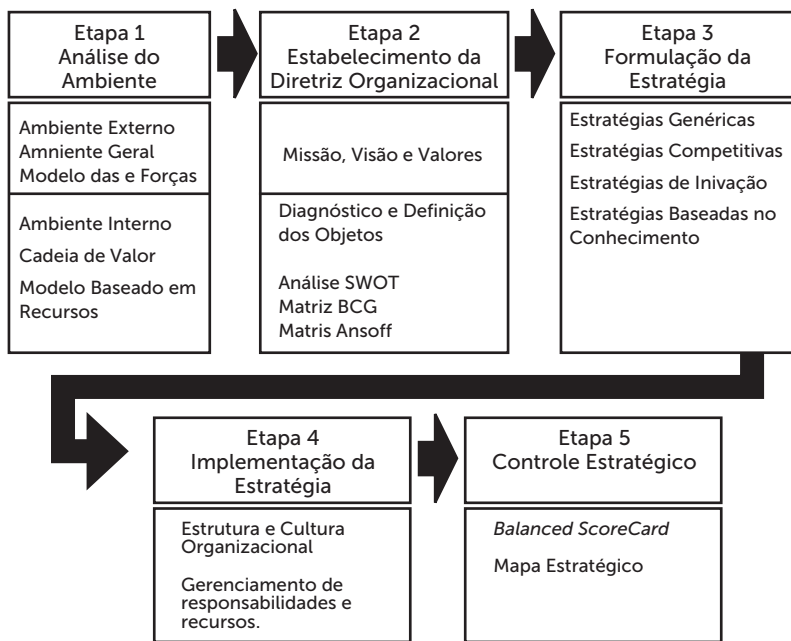 Etapa 1
Análise do
Ambiente
Ambiente Externo
Amniente Geral
Modelo das e Forças
Ambiente Interno
Cadeia de Valor
Modelo Baseado em
Recursos
Etapa 2
Estabelecimento da
Diretriz Organizacional
Missão, Visão e Valores
Diagnóstico e Definição
dos Objetos
Análise SWOT
Matriz BCG
Matris Ansoff
Etapa 3
Formulação da
Estratégia
Estratégias Genéricas
Estratégias Competitivas
Estratégias de Inivação
Estratégias Baseadas no
Conhecimento
Etapa 4
Implementação da
Estratégia
Estrutura e Cultura
Organizacional
Gerenciamento de
responsabilidades e
recursos.
Etapa 5
Controle Estratégico
Balanced ScoreCard
Mapa Estratégico